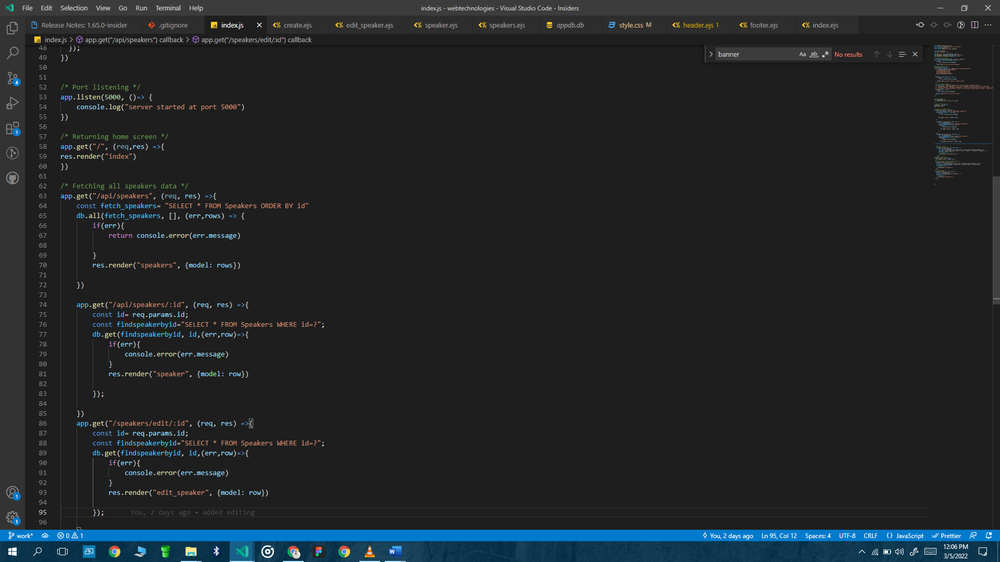 File Edit Selection View Go Run Terminal Help
index.js - webtechnologies - Visual Studio Code - Insiders
Release Notes: 1.65.0-insider .gitignore JS index.js create.ejs edit_speaker.ejs speaker.ejs speakers.ejs appdb.db style.css M header.ejs 1 footer.ejs index.ejs
JS index.js > app.get("/api/speakers") callback > app.get("/speakers/edit/:id") callback
banner Aa ab No results
48 });
49 })
50
51
52 /* Port listening */
53 app.listen(5000, ()=> {
54 console.log("server started at port 5000")
55 })
56
57 /* Returning home screen */
58 app.get("/", (req,res) =>{
59 res.render("index")
60 })
61
62 /* Fetching all speakers data */
63 app.get("/api/speakers", (req, res) =>{
64 const fetch_speakers= "SELECT * FROM Speakers ORDER BY id"
65 db.all(fetch_speakers, [], (err,rows) => {
66 if(err){
67 return console.error(err.message)
68
69 }
70 res.render("speakers", {model: rows})
71
72 })
73
74 app.get("/api/speakers/:id", (req, res) =>{
75 const id= req.params.id;
76 const findspeakerbyid="SELECT * FROM Speakers WHERE id=?";
77 db.get(findspeakerbyid, id,(err,row)=>{
78 if(err){
79 console.error(err.message)
80 }
81 res.render("speaker", {model: row})
82
83 });
84
85 })
86 app.get("/speakers/edit/:id", (req, res) =>{
87 const id= req.params.id;
88 const findspeakerbyid="SELECT * FROM Speakers WHERE id=?";
89 db.get(findspeakerbyid, id,(err,row)=>{
90 if(err){
91 console.error(err.message)
92 }
93 res.render("edit_speaker", {model: row})
94
95 }); You, 2 days ago • added editing
96
4
1
1
1
work* 0 1 You, 2 days ago Ln 95, Col 12 Spaces: 4 UTF-8 CRLF {} JavaScript Prettier
12:06 PM
3/5/2022